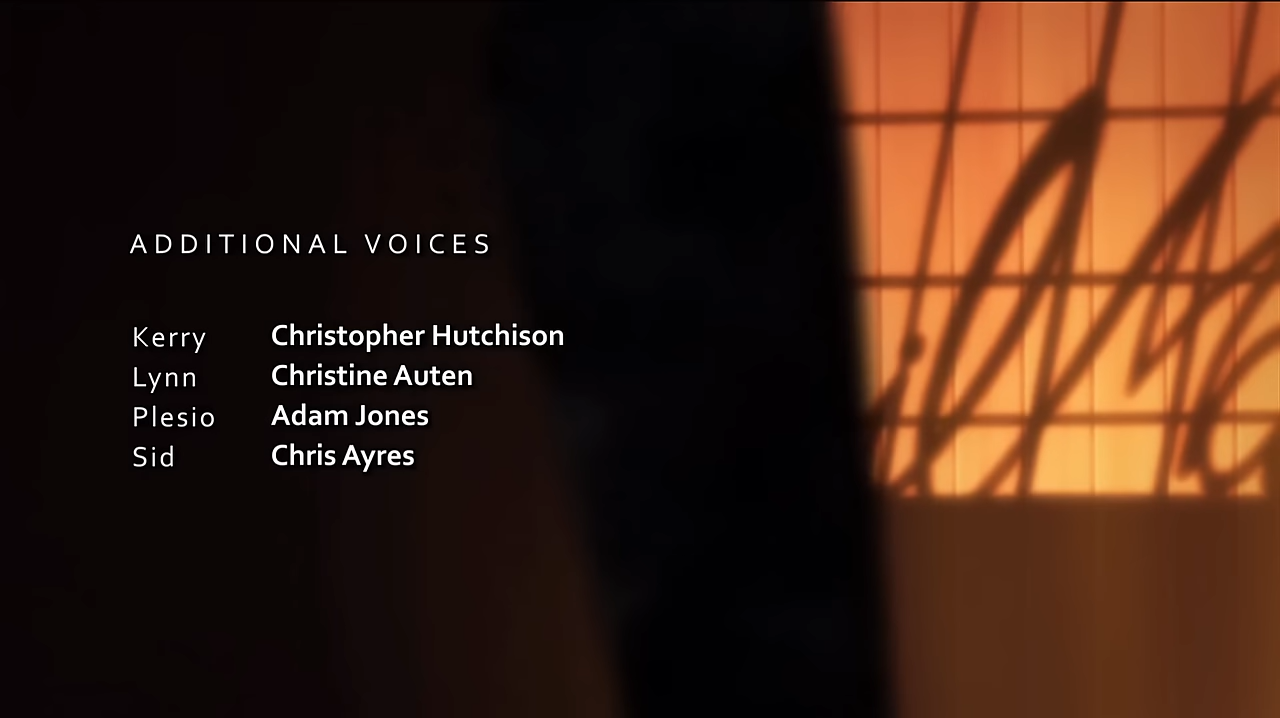 ADDITIONAL VOICES
Kerry Christopher Hutchison
Lynn Christine Auten
Plesio Adam Jones
Sid Chris Ayres